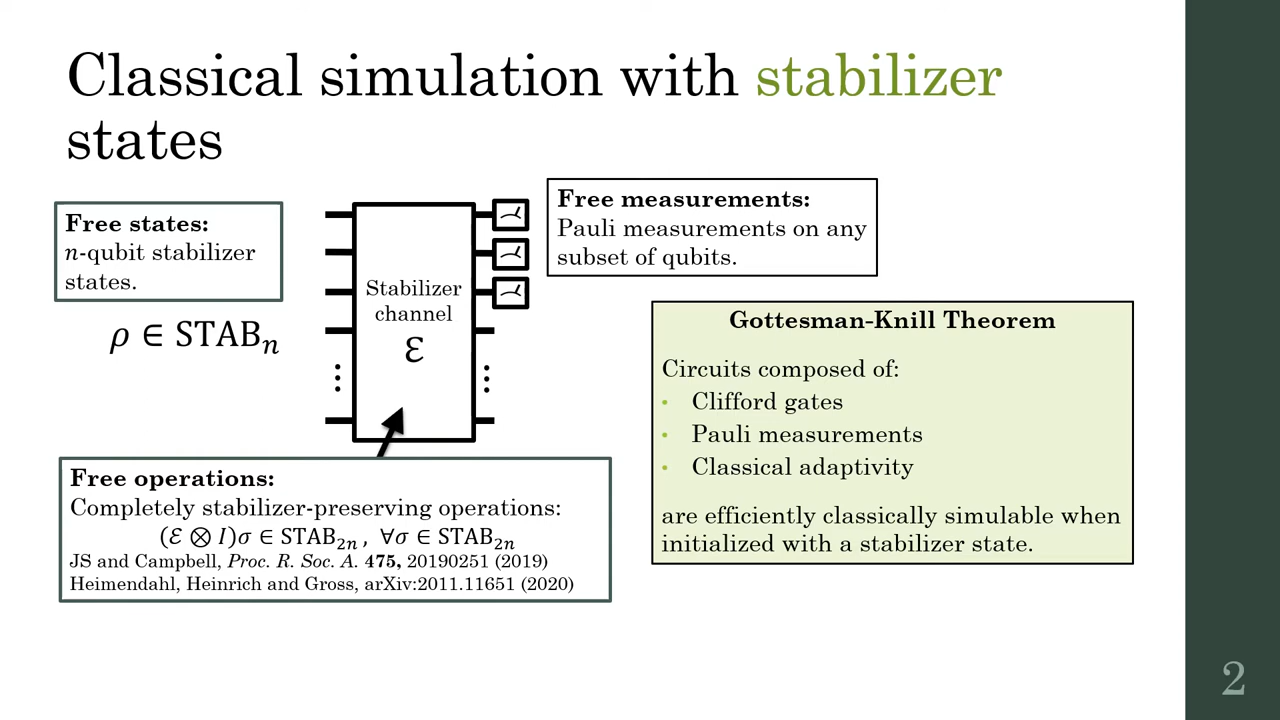 Classical simulation with stabilizer
states
Free states:
n-qubit stabilizer
states.
ρ ∈ STABₙ
Stabilizer
channel
ℰ
Free measurements:
Pauli measurements on any
subset of qubits.
Free operations:
Completely stabilizer-preserving operations:
(ℰ ⊗ I)σ ∈ STAB₂ₙ , ∀σ ∈ STAB₂ₙ
JS and Campbell, Proc. R. Soc. A. 475, 20190251 (2019)
Heimendahl, Heinrich and Gross, arXiv:2011.11651 (2020)
Gottesman-Knill Theorem
Circuits composed of:
• Clifford gates
• Pauli measurements
• Classical adaptivity
are efficiently classically simulable when
initialized with a stabilizer state.
2